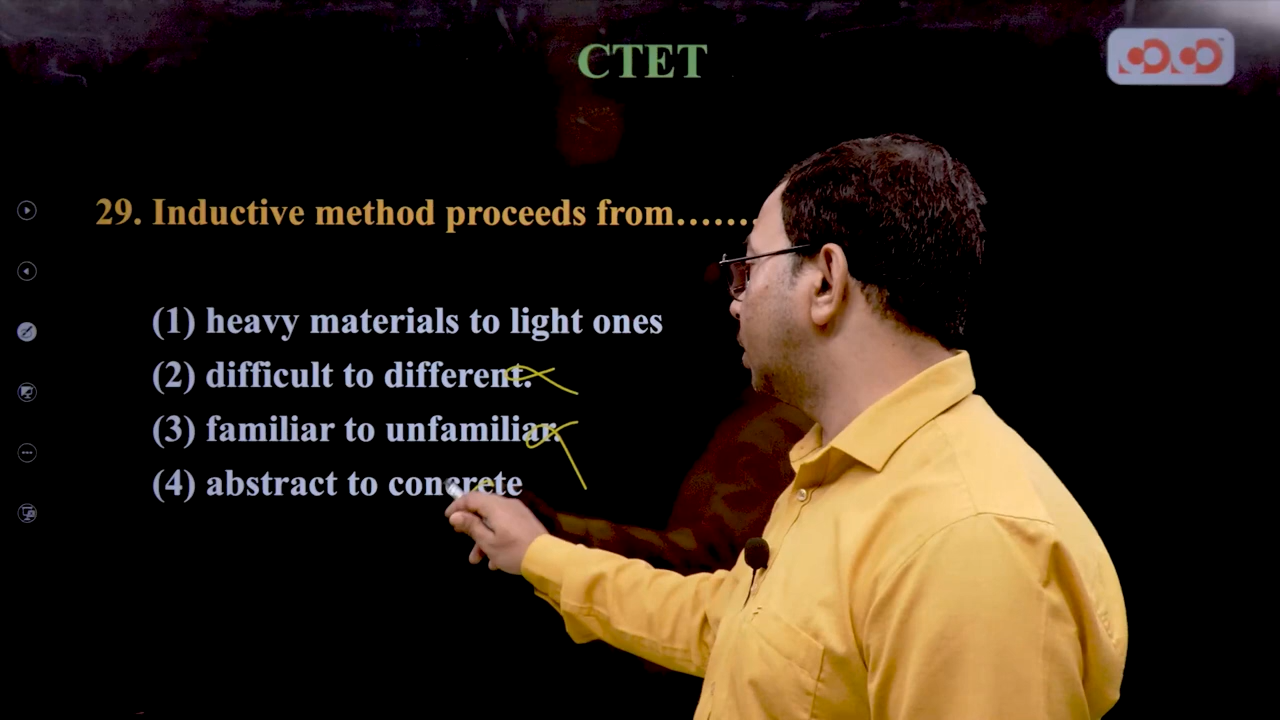 CTET
29. Inductive method proceeds from.......
(1) heavy materials to light ones
(2) difficult to different.
(3) familiar to unfamiliar.
(4) abstract to concrete